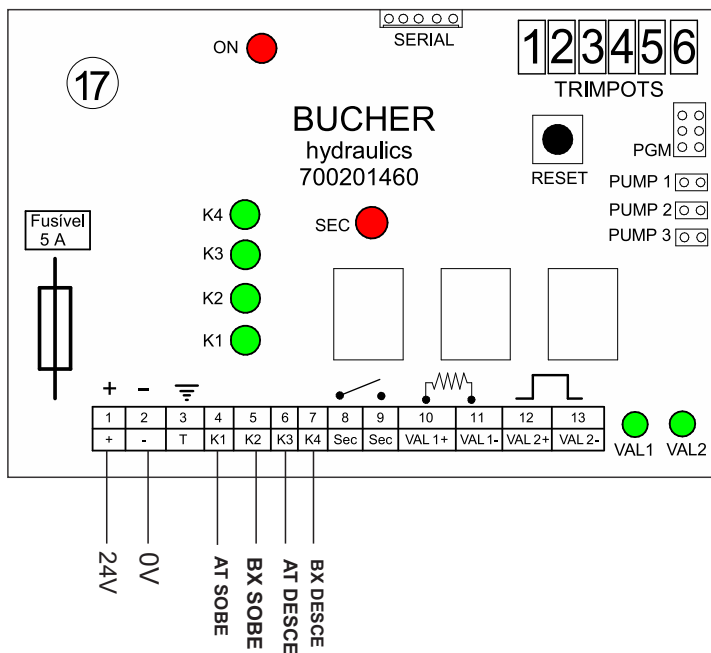 ON
SERIAL
1 2 3 4 5 6
TRIMPOTS
17
BUCHER
hydraulics
700201460
RESET
PGM
PUMP 1
PUMP 2
PUMP 3
Fusível
5 A
K4
K3
K2
K1
SEC
+ -
1 2 3 4 5 6 7 8 9 10 11 12 13
+ - T K1 K2 K3 K4 Sec Sec VAL 1+ VAL 1- VAL 2+ VAL 2-
VAL1 VAL2
24V
0V
AT SOBE
BX SOBE
AT DESCE
BX DESCE